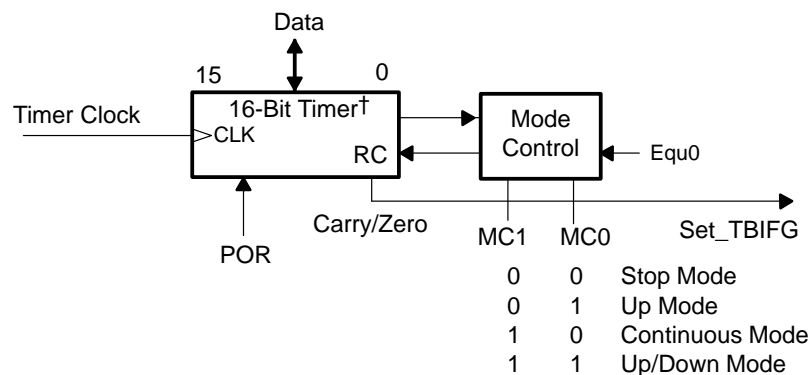 Data
15 0
16-Bit Timer†
Timer Clock
CLK
RC
Mode
Control
Equ0
POR
Carry/Zero
MC1 MC0
Set_TBIFG
0 0 Stop Mode
0 1 Up Mode
1 0 Continuous Mode
1 1 Up/Down Mode